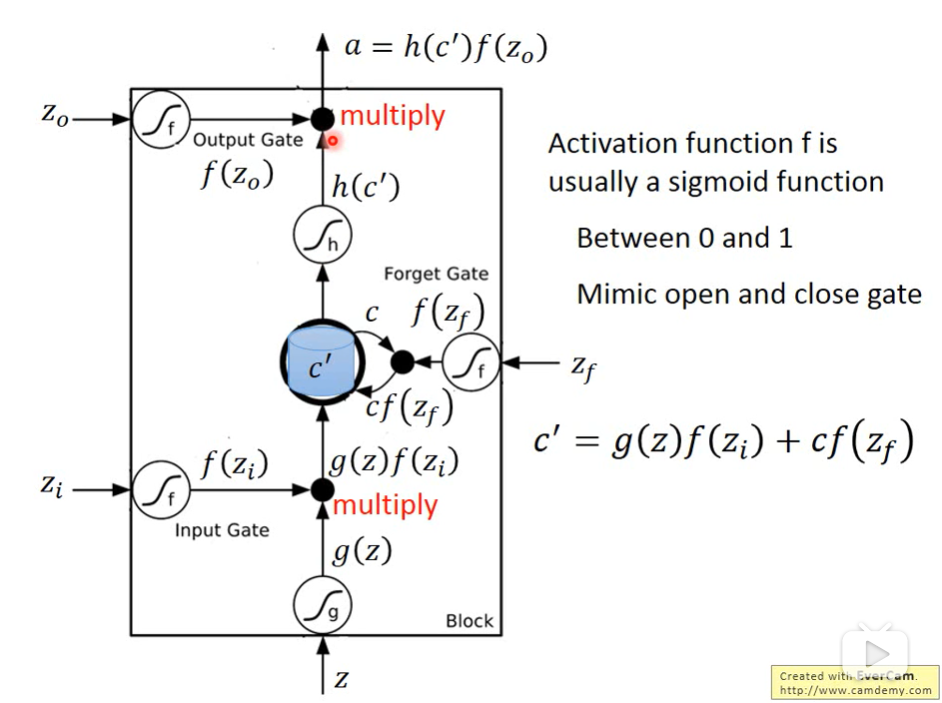 a = h(c′)f(z_o)
z_o
f
multiply
Output Gate
f(z_o)
h(c′)
h
Activation function f is
usually a sigmoid function
Between 0 and 1
Mimic open and close gate
Forget Gate
c
f(z_f)
c′
f
z_f
cf(z_f)
c′ = g(z)f(z_i) + cf(z_f)
f(z_i)
g(z)f(z_i)
z_i
f
multiply
Input Gate
g(z)
g
Block
z
Created with EverCam.
http://www.camdemy.com